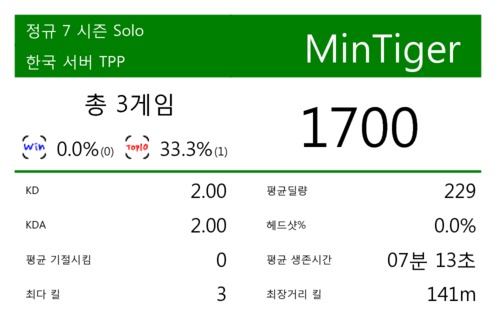 정규 7 시즌 Solo
한국 서버 TPP
MinTiger
총 3게임
Win 0.0%(0) Top10 33.3%(1)
1700
KD 2.00
평균딜량 229
KDA 2.00
헤드샷% 0.0%
평균 기절시킴 0
평균 생존시간 07분 13초
최다 킬 3
최장거리 킬 141m